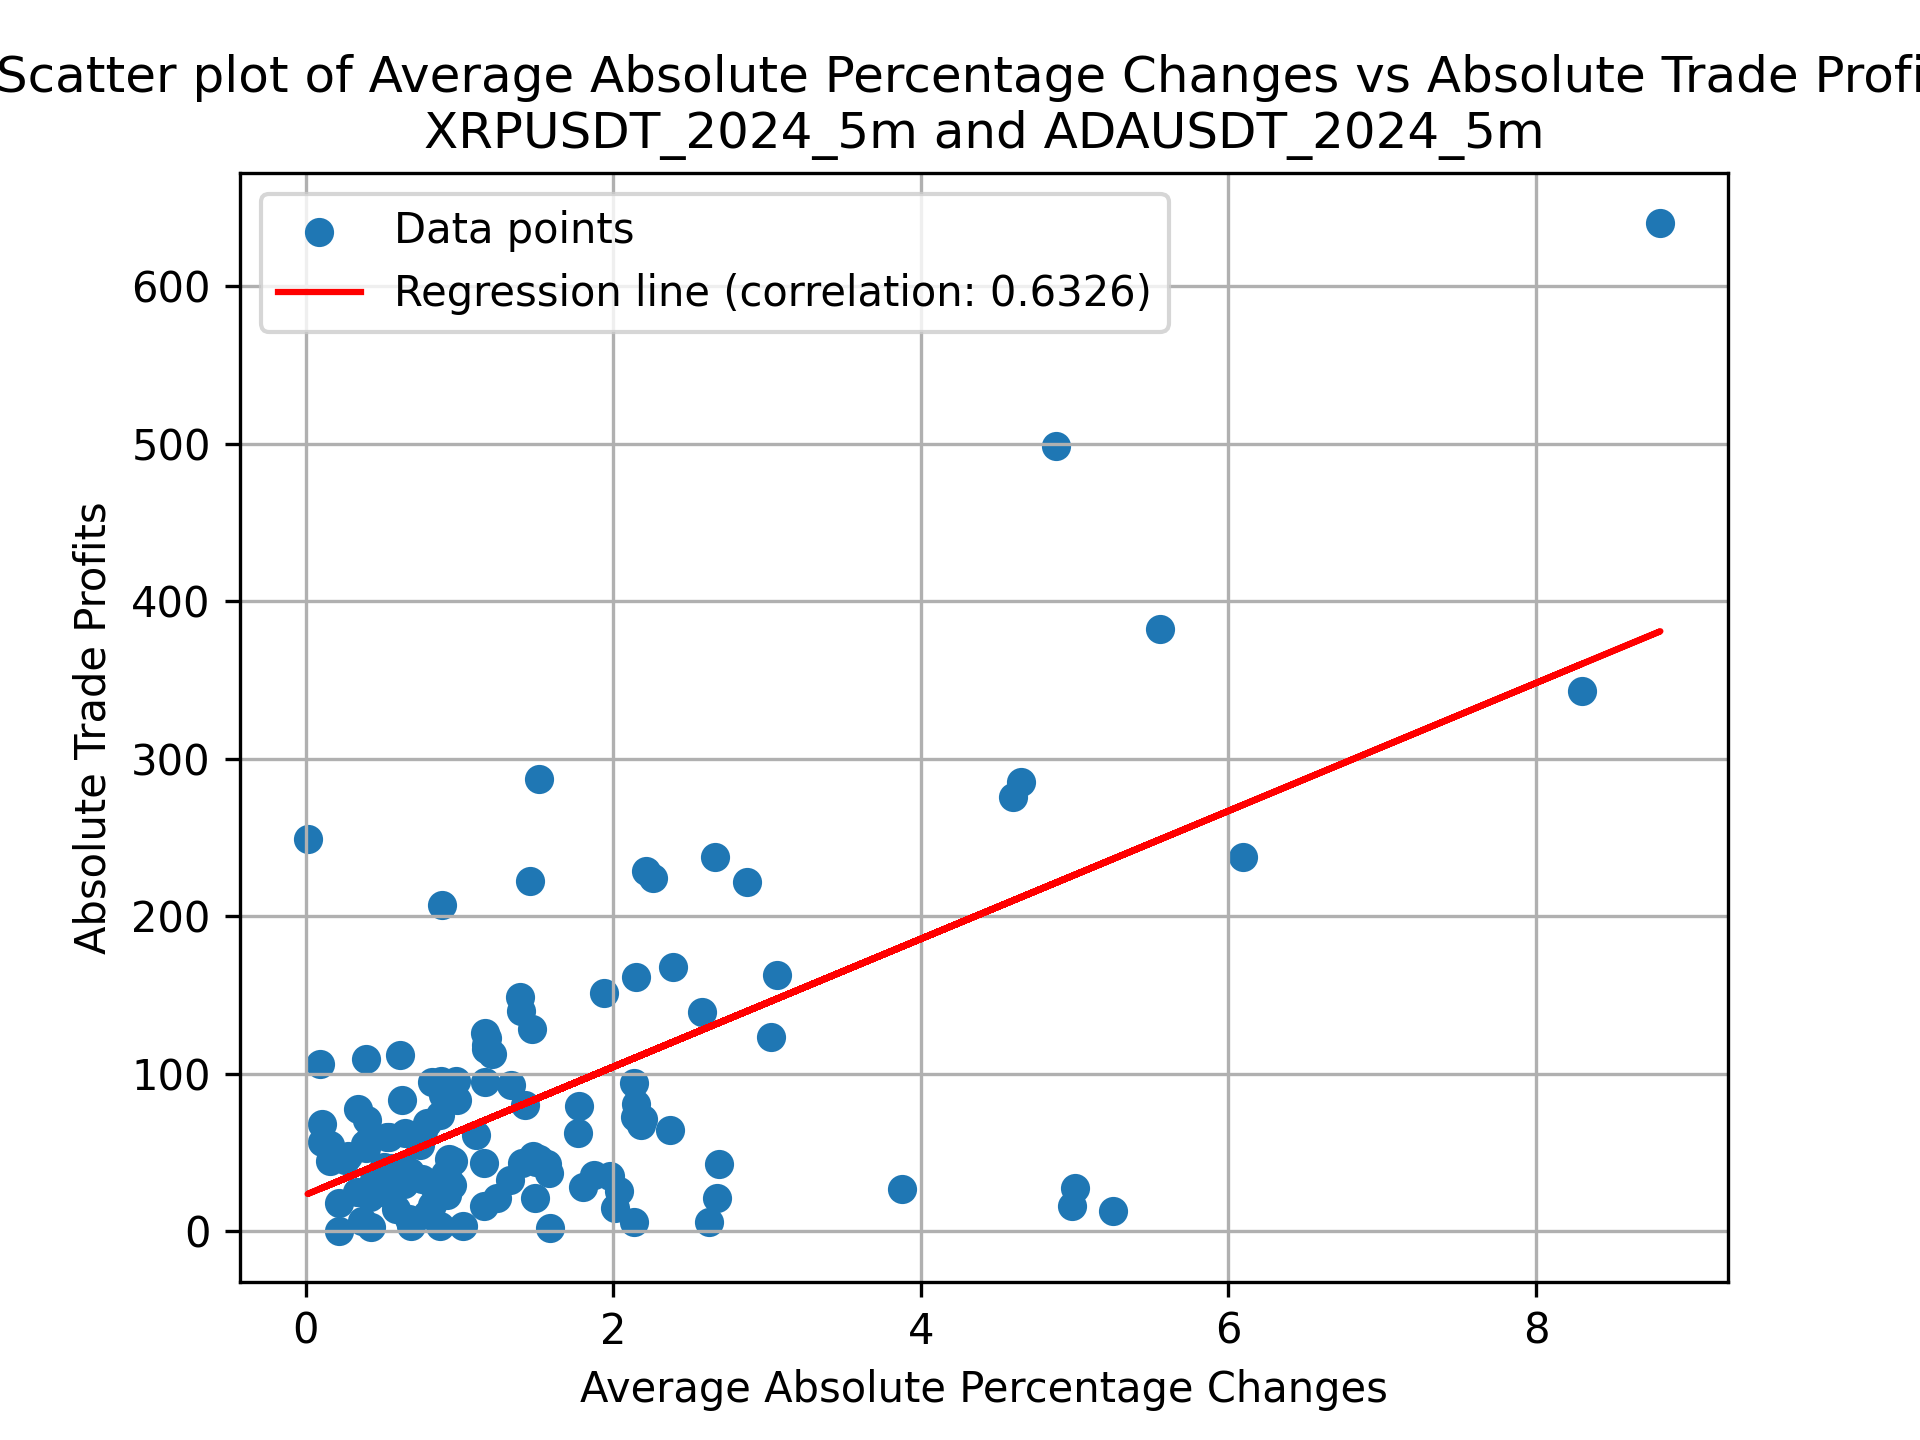 Scatter plot of Average Absolute Percentage Changes vs Absolute Trade Profi
XRPUSDT_2024_5m and ADAUSDT_2024_5m
Data points
Regression line (correlation: 0.6326)
600
500
400
300
200
100
0
Absolute Trade Profits
0 2 4 6 8
Average Absolute Percentage Changes